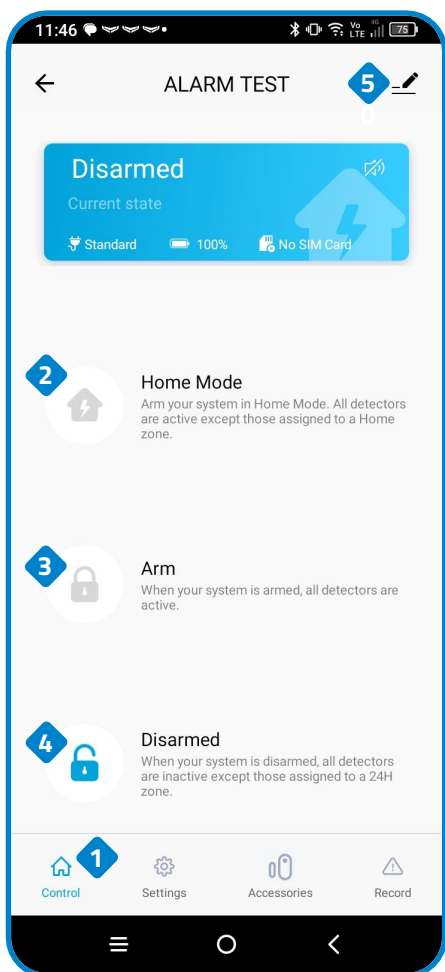 11:46
Vo LTE 4G 75
ALARM TEST
5
Disarmed
Current state
Standard 100% No SIM Card
2
Home Mode
Arm your system in Home Mode. All detectors
are active except those assigned to a Home
zone.
3
Arm
When your system is armed, all detectors are
active.
4
Disarmed
When your system is disarmed, all detectors
are inactive except those assigned to a 24H
zone.
1
Control Settings Accessories Record